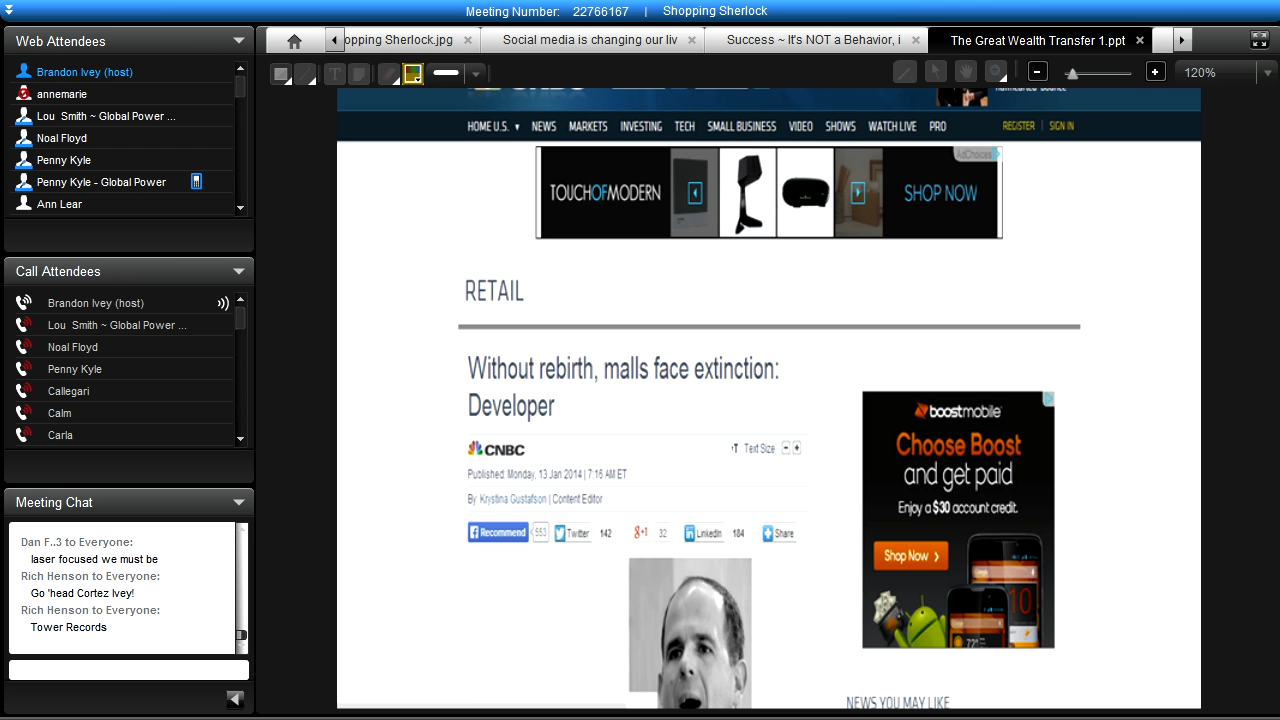 Meeting Number: 22766167 | Shopping Sherlock
Web Attendees
Brandon Ivey (host)
annemarie
Lou Smith ~ Global Power ...
Noal Floyd
Penny Kyle
Penny Kyle - Global Power
Ann Lear
Call Attendees
Brandon Ivey (host)
Lou Smith ~ Global Power ...
Noal Floyd
Penny Kyle
Callegari
Calm
Carla
Meeting Chat
Dan F..3 to Everyone:
laser focused we must be
Rich Henson to Everyone:
Go 'head Cortez Ivey!
Rich Henson to Everyone:
Tower Records
opping Sherlock.jpg
Social media is changing our liv
Success ~ It's NOT a Behavior, i
The Great Wealth Transfer 1.ppt
120%
HOME U.S. NEWS MARKETS INVESTING TECH SMALL BUSINESS VIDEO SHOWS WATCH LIVE PRO REGISTER | SIGN IN
AdChoices
TOUCHOFMODERN
SHOP NOW
RETAIL
Without rebirth, malls face extinction:
Developer
CNBC
Text Size
Published: Monday, 13 Jan 2014 | 7:16 AM ET
By: Krystina Gustafson | Content Editor
Recommend 553 Twitter 142 +1 32 LinkedIn 184 Share
boostmobile
Choose Boost
and get paid
Enjoy a $30 account credit.
Shop Now
10
72°
NEWS YOU MAY LIKE